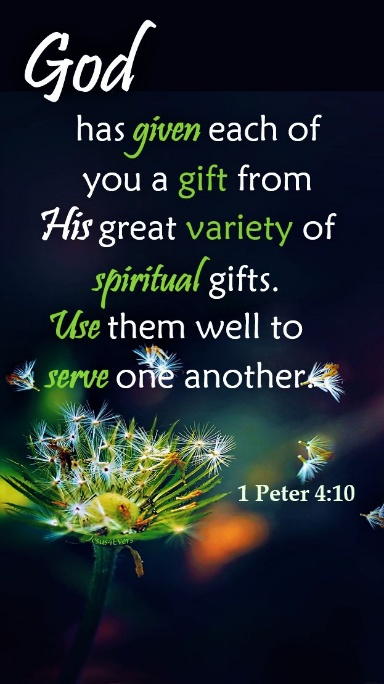 God
has given each of
you a gift from
His great variety of
spiritual gifts.
Use them well to
serve one another.
1 Peter 4:10